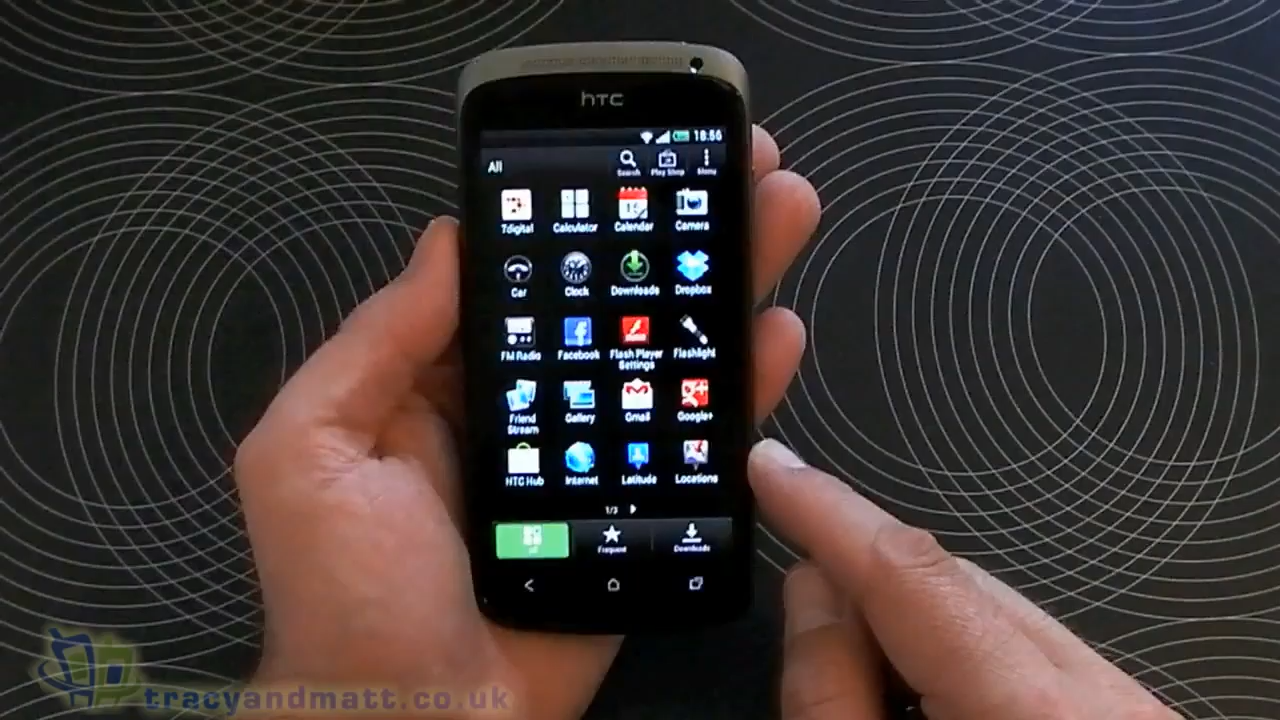 hTC
18:56
All
Search Play Shop Menu
7digital Calculator Calendar Camera
Car Clock Downloads Dropbox
FM Radio Facebook Flash Player Settings Flashlight
Friend Stream Gallery Gmail Google+
HTC Hub Internet Latitude Locations
1/3
All Frequent Downloads
tracyandmatt.co.uk